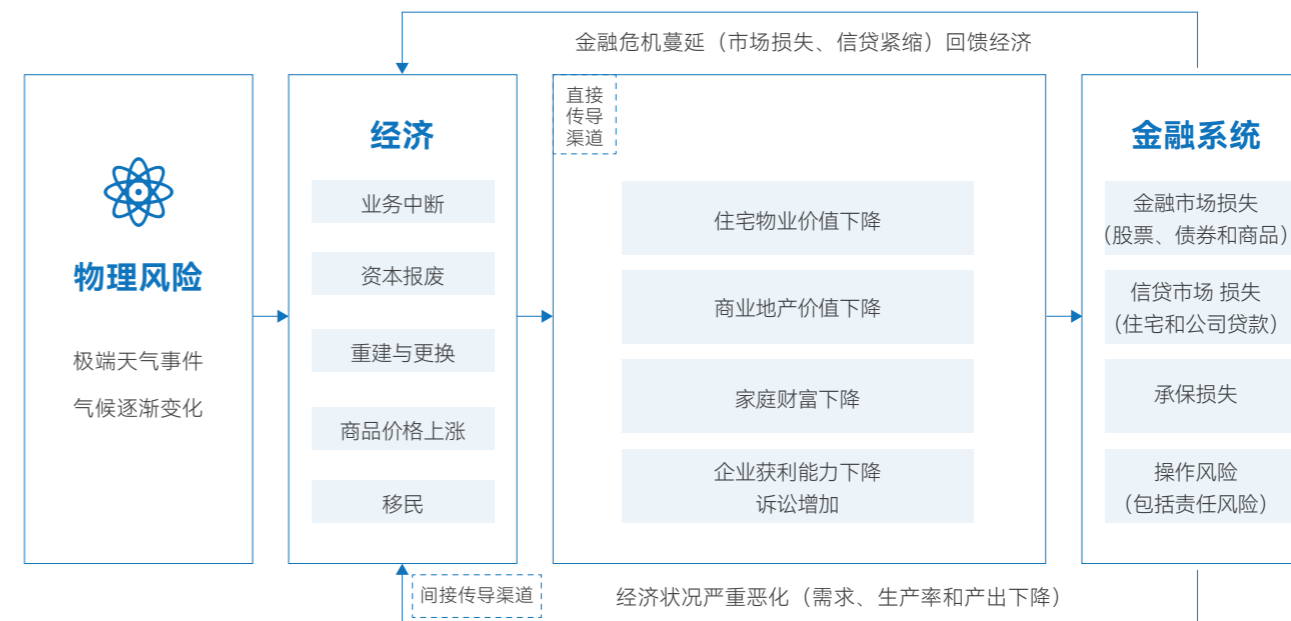 金融危机蔓延（市场损失、信贷紧缩）回馈经济
物理风险
极端天气事件
气候逐渐变化
经济
业务中断
资本报废
重建与更换
商品价格上涨
移民
直接
传导
渠道
住宅物业价值下降
商业地产价值下降
家庭财富下降
企业获利能力下降
诉讼增加
金融系统
金融市场损失
（股票、债券和商品）
信贷市场 损失
（住宅和公司贷款）
承保损失
操作风险
（包括责任风险）
间接传导渠道
经济状况严重恶化（需求、生产率和产出下降）